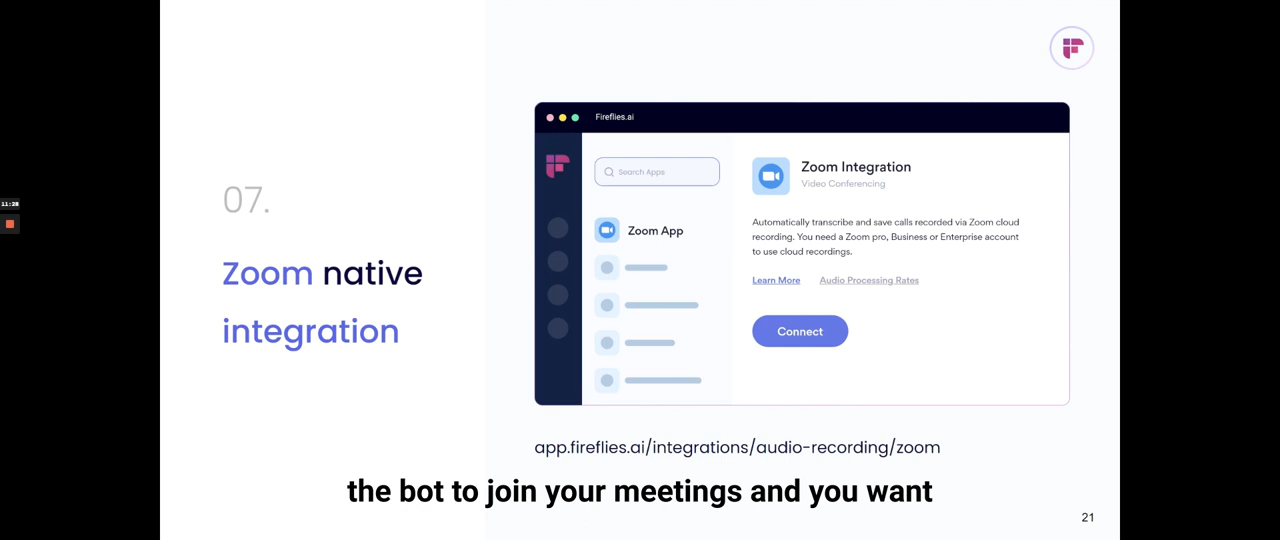 11:28
07.
Zoom native
integration
Fireflies.ai
Search Apps
Zoom App
Zoom Integration
Video Conferencing
Automatically transcribe and save calls recorded via Zoom cloud
recording. You need a Zoom pro, Business or Enterprise account
to use cloud recordings.
Learn More Audio Processing Rates
Connect
app.fireflies.ai/integrations/audio-recording/zoom
the bot to join your meetings and you want
21